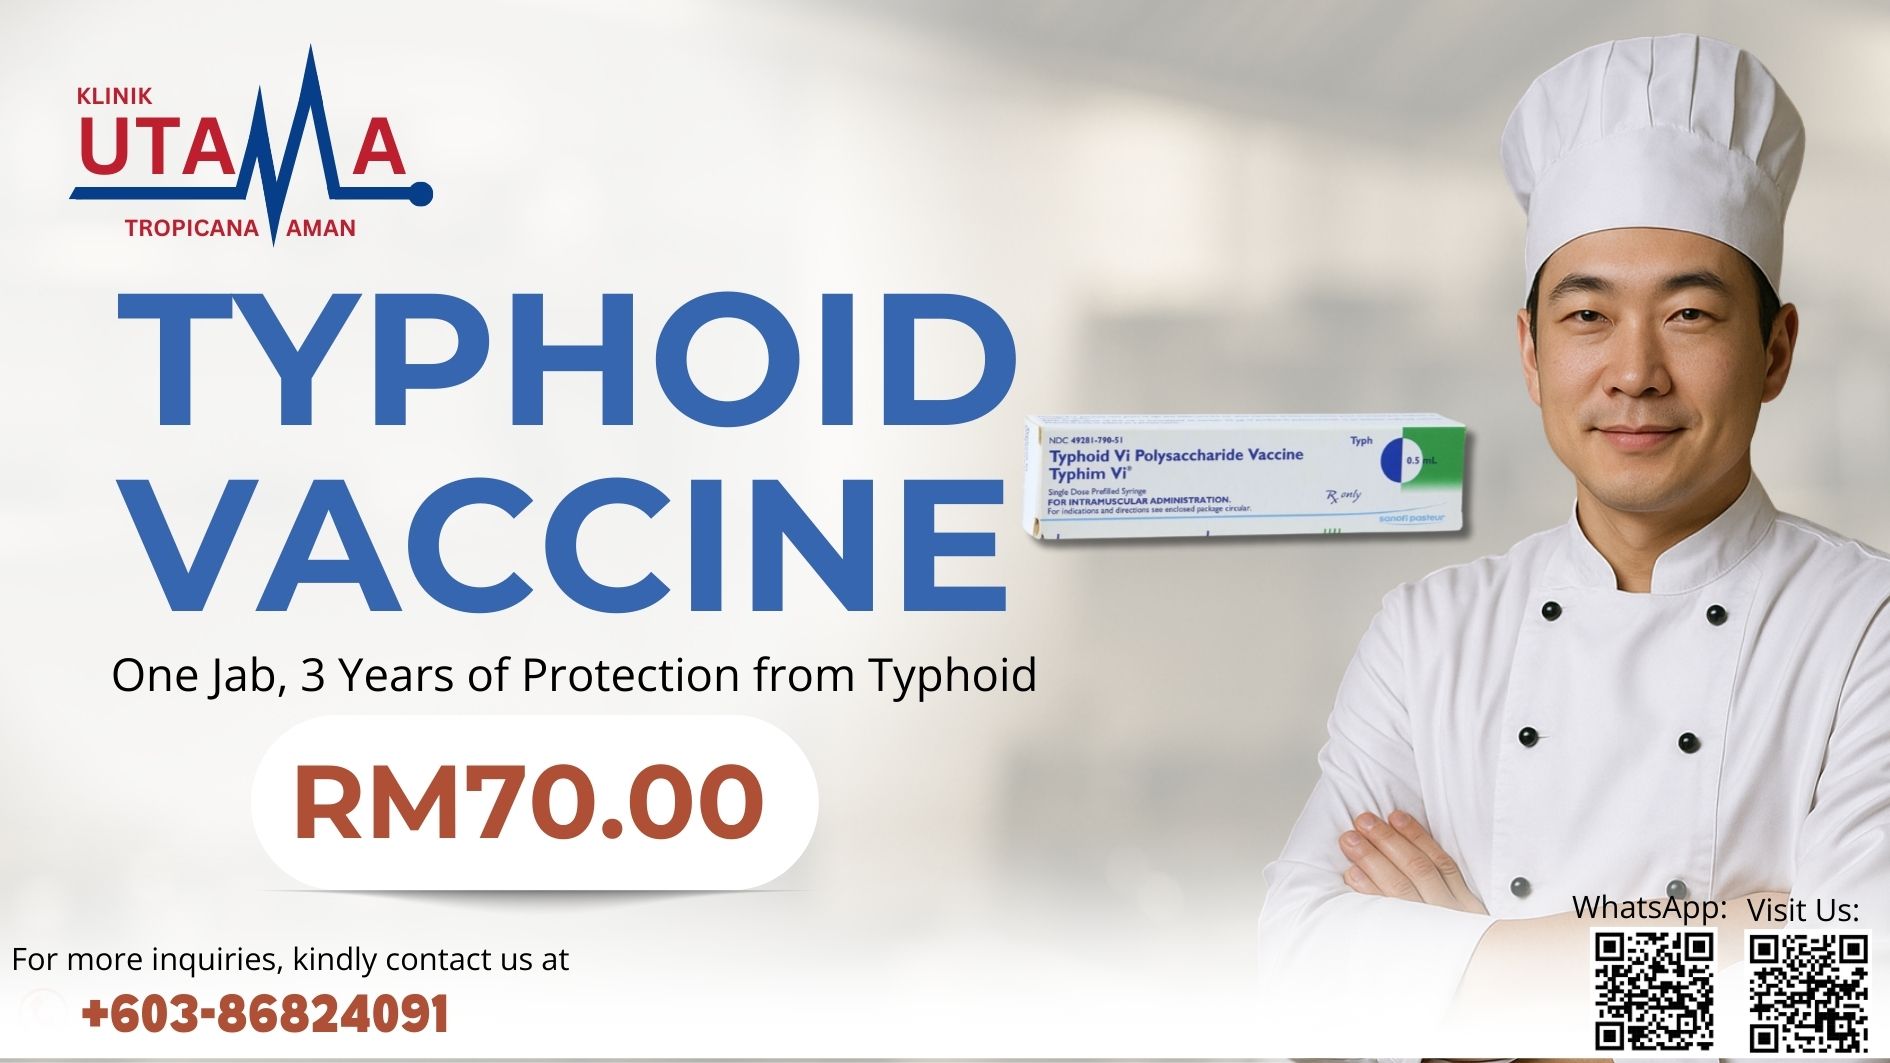 KLINIK
UTAMA
TROPICANA AMAN
TYPHOID
VACCINE
NDC 49281-790-51
Typhoid Vi Polysaccharide Vaccine
Typhim Vi®
Single Dose Prefilled Syringe
FOR INTRAMUSCULAR ADMINISTRATION.
For indications and directions see enclosed package circular.
Typh
0.5 mL
Rx only
sanofi pasteur
One Jab, 3 Years of Protection from Typhoid
RM70.00
For more inquiries, kindly contact us at
+603-86824091
WhatsApp:
Visit Us: